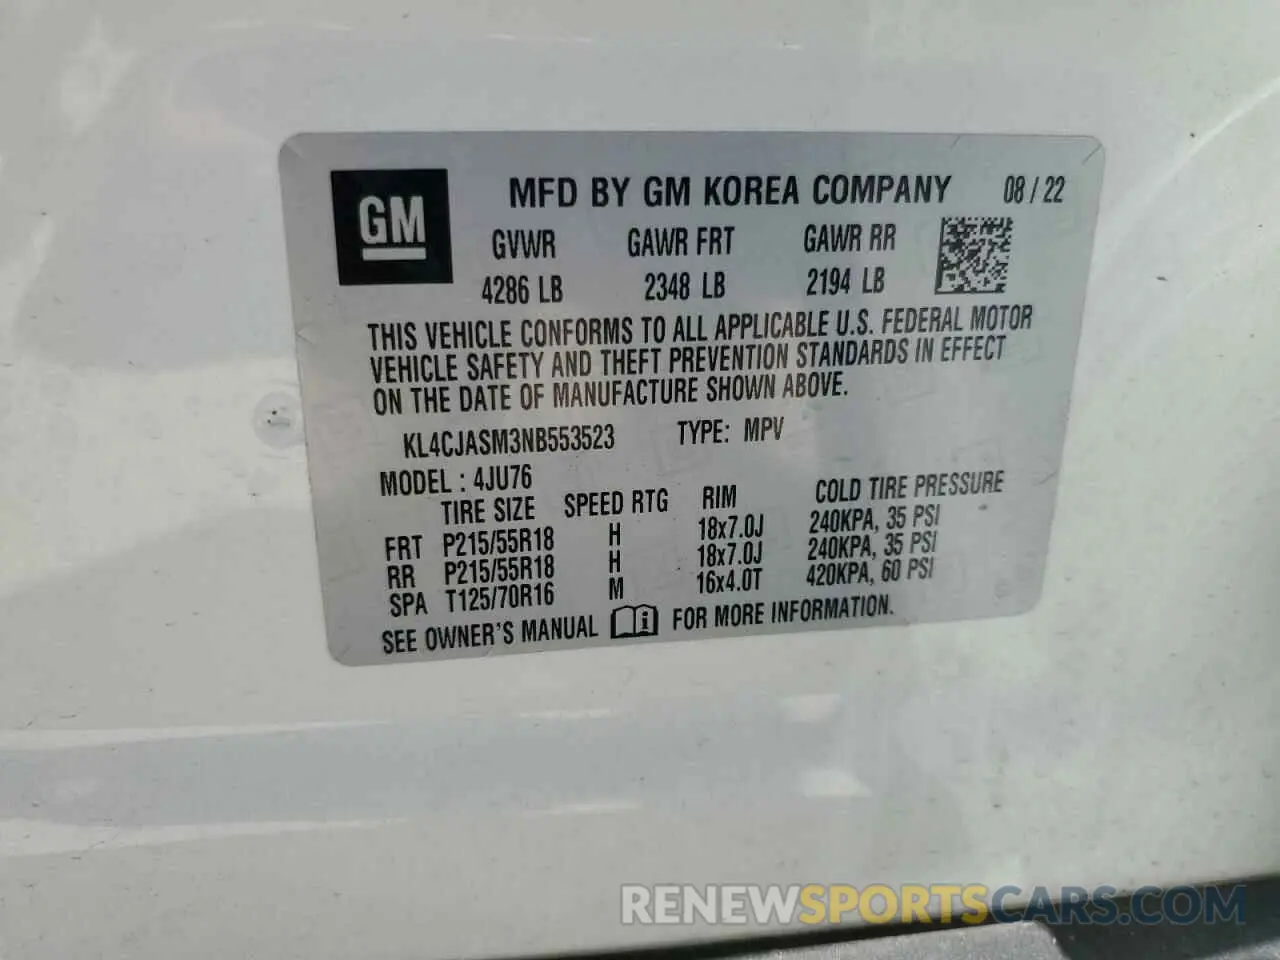 GM
MFD BY GM KOREA COMPANY 08 / 22
GVWR GAWR FRT GAWR RR
4286 LB 2348 LB 2194 LB
THIS VEHICLE CONFORMS TO ALL APPLICABLE U.S. FEDERAL MOTOR
VEHICLE SAFETY AND THEFT PREVENTION STANDARDS IN EFFECT
ON THE DATE OF MANUFACTURE SHOWN ABOVE.
KL4CJASM3NB553523 TYPE: MPV
MODEL : 4JU76
TIRE SIZE SPEED RTG RIM COLD TIRE PRESSURE
FRT P215/55R18 H 18x7.0J 240KPA, 35 PSI
RR P215/55R18 H 18x7.0J 240KPA, 35 PSI
SPA T125/70R16 M 16x4.0T 420KPA, 60 PSI
SEE OWNER'S MANUAL i FOR MORE INFORMATION.
RENEWSPORTSCARS.COM